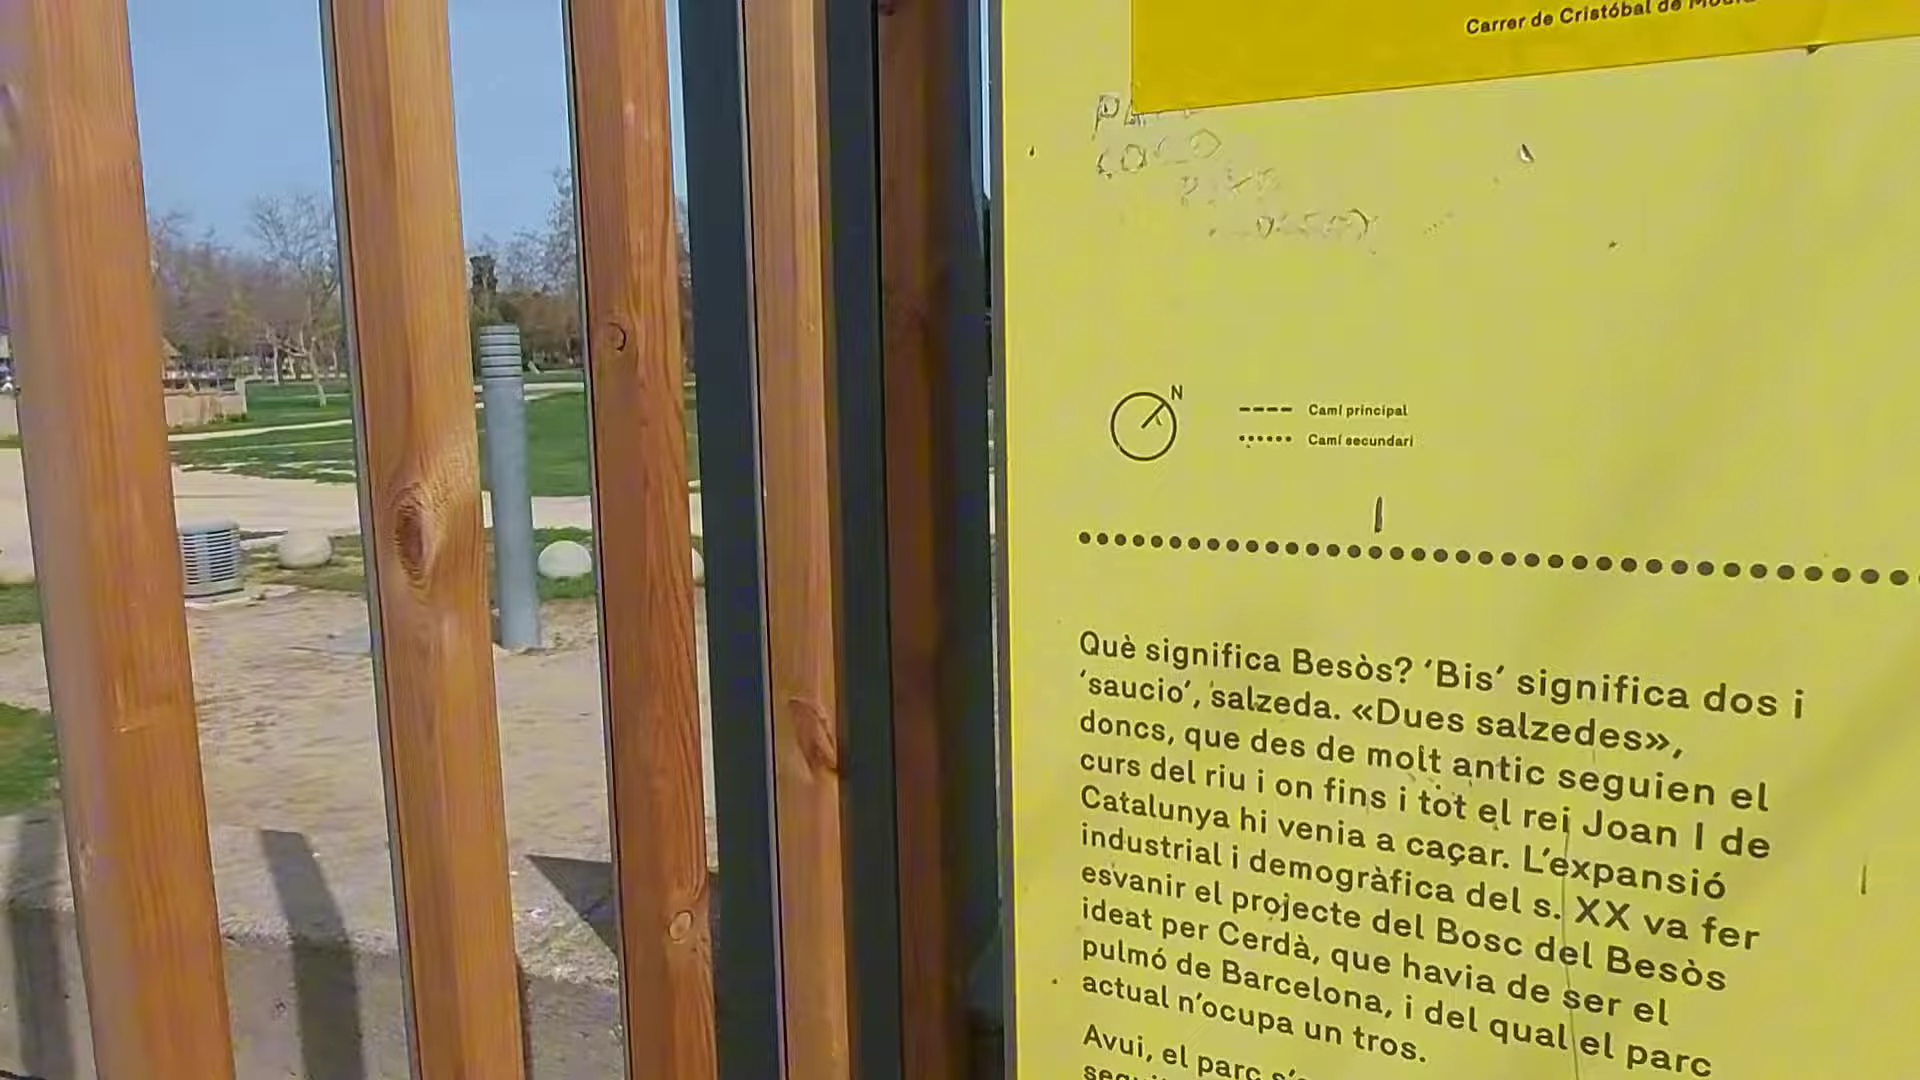 Carrer de Cristóbal de
N
Camí principal
Camí secundari
Què significa Besòs? ‘Bis’ significa dos i
‘saucio’, salzeda. «Dues salzedes»,
doncs, que des de molt antic seguien el
curs del riu i on fins i tot el rei Joan I de
Catalunya hi venia a caçar. L’expansió
industrial i demogràfica del s. XX va fer
esvanir el projecte del Bosc del Besòs
ideat per Cerdà, que havia de ser el
pulmó de Barcelona, i del qual el parc
actual n’ocupa un tros.
Avui, el parc